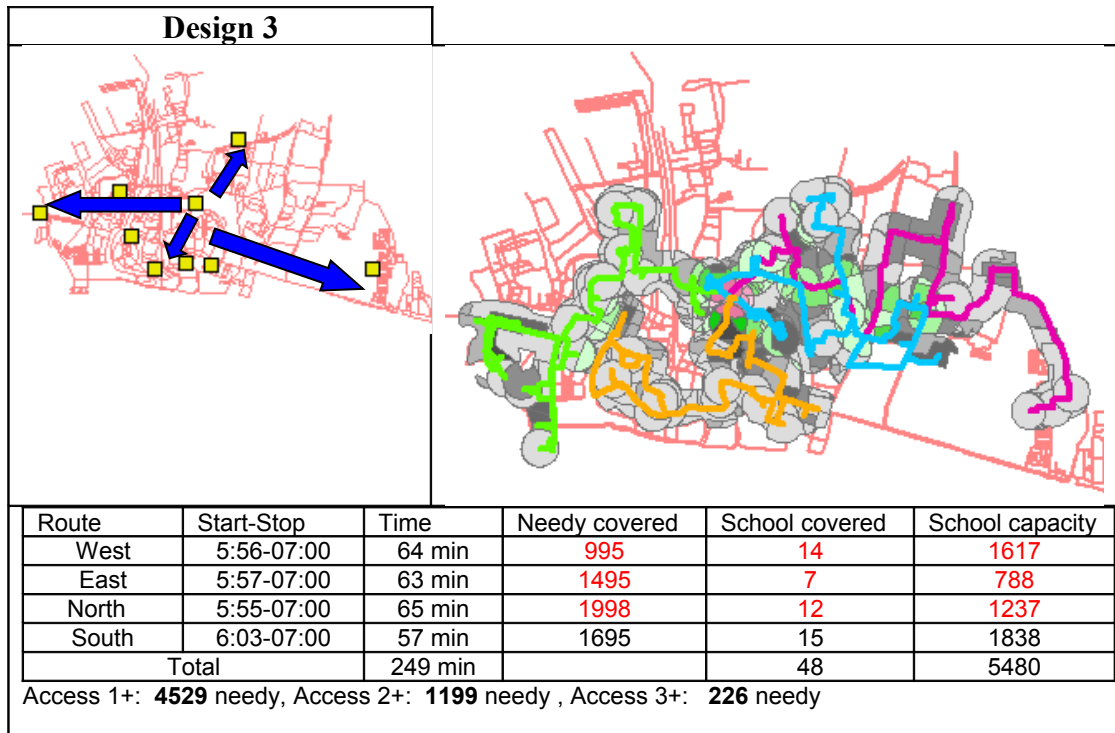 Design 3
Route Start-Stop Time Needy covered School covered School capacity
West 5:56-07:00 64 min 995 14 1617
East 5:57-07:00 63 min 1495 7 788
North 5:55-07:00 65 min 1998 12 1237
South 6:03-07:00 57 min 1695 15 1838
Total 249 min 48 5480
Access 1+: 4529 needy, Access 2+: 1199 needy , Access 3+: 226 needy